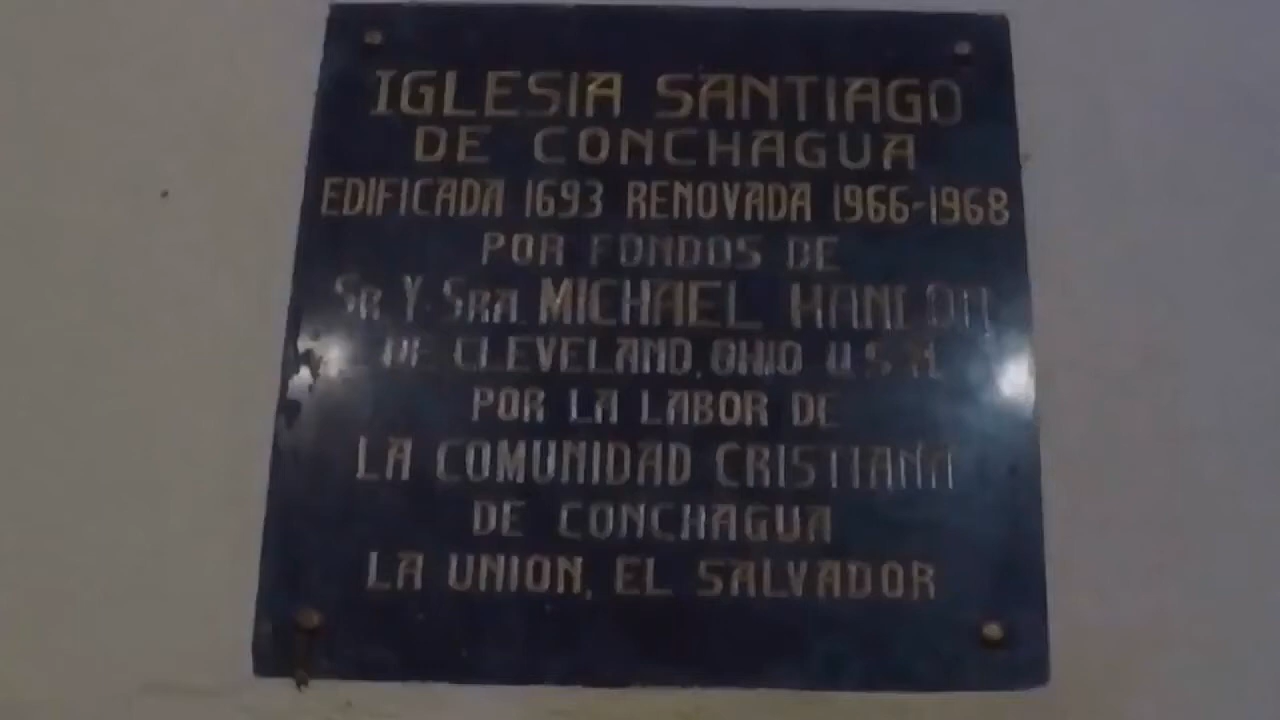 IGLESIA SANTIAGO
DE CONCHAGUA
EDIFICADA 1693 RENOVADA 1966-1968
POR FONDOS DE
SR Y SRA MICHAEL
DE CLEVELAND, OHIO U.S.A.
POR LA LABOR DE
LA COMUNIDAD CRISTIANA
DE CONCHAGUA
LA UNION, EL SALVADOR